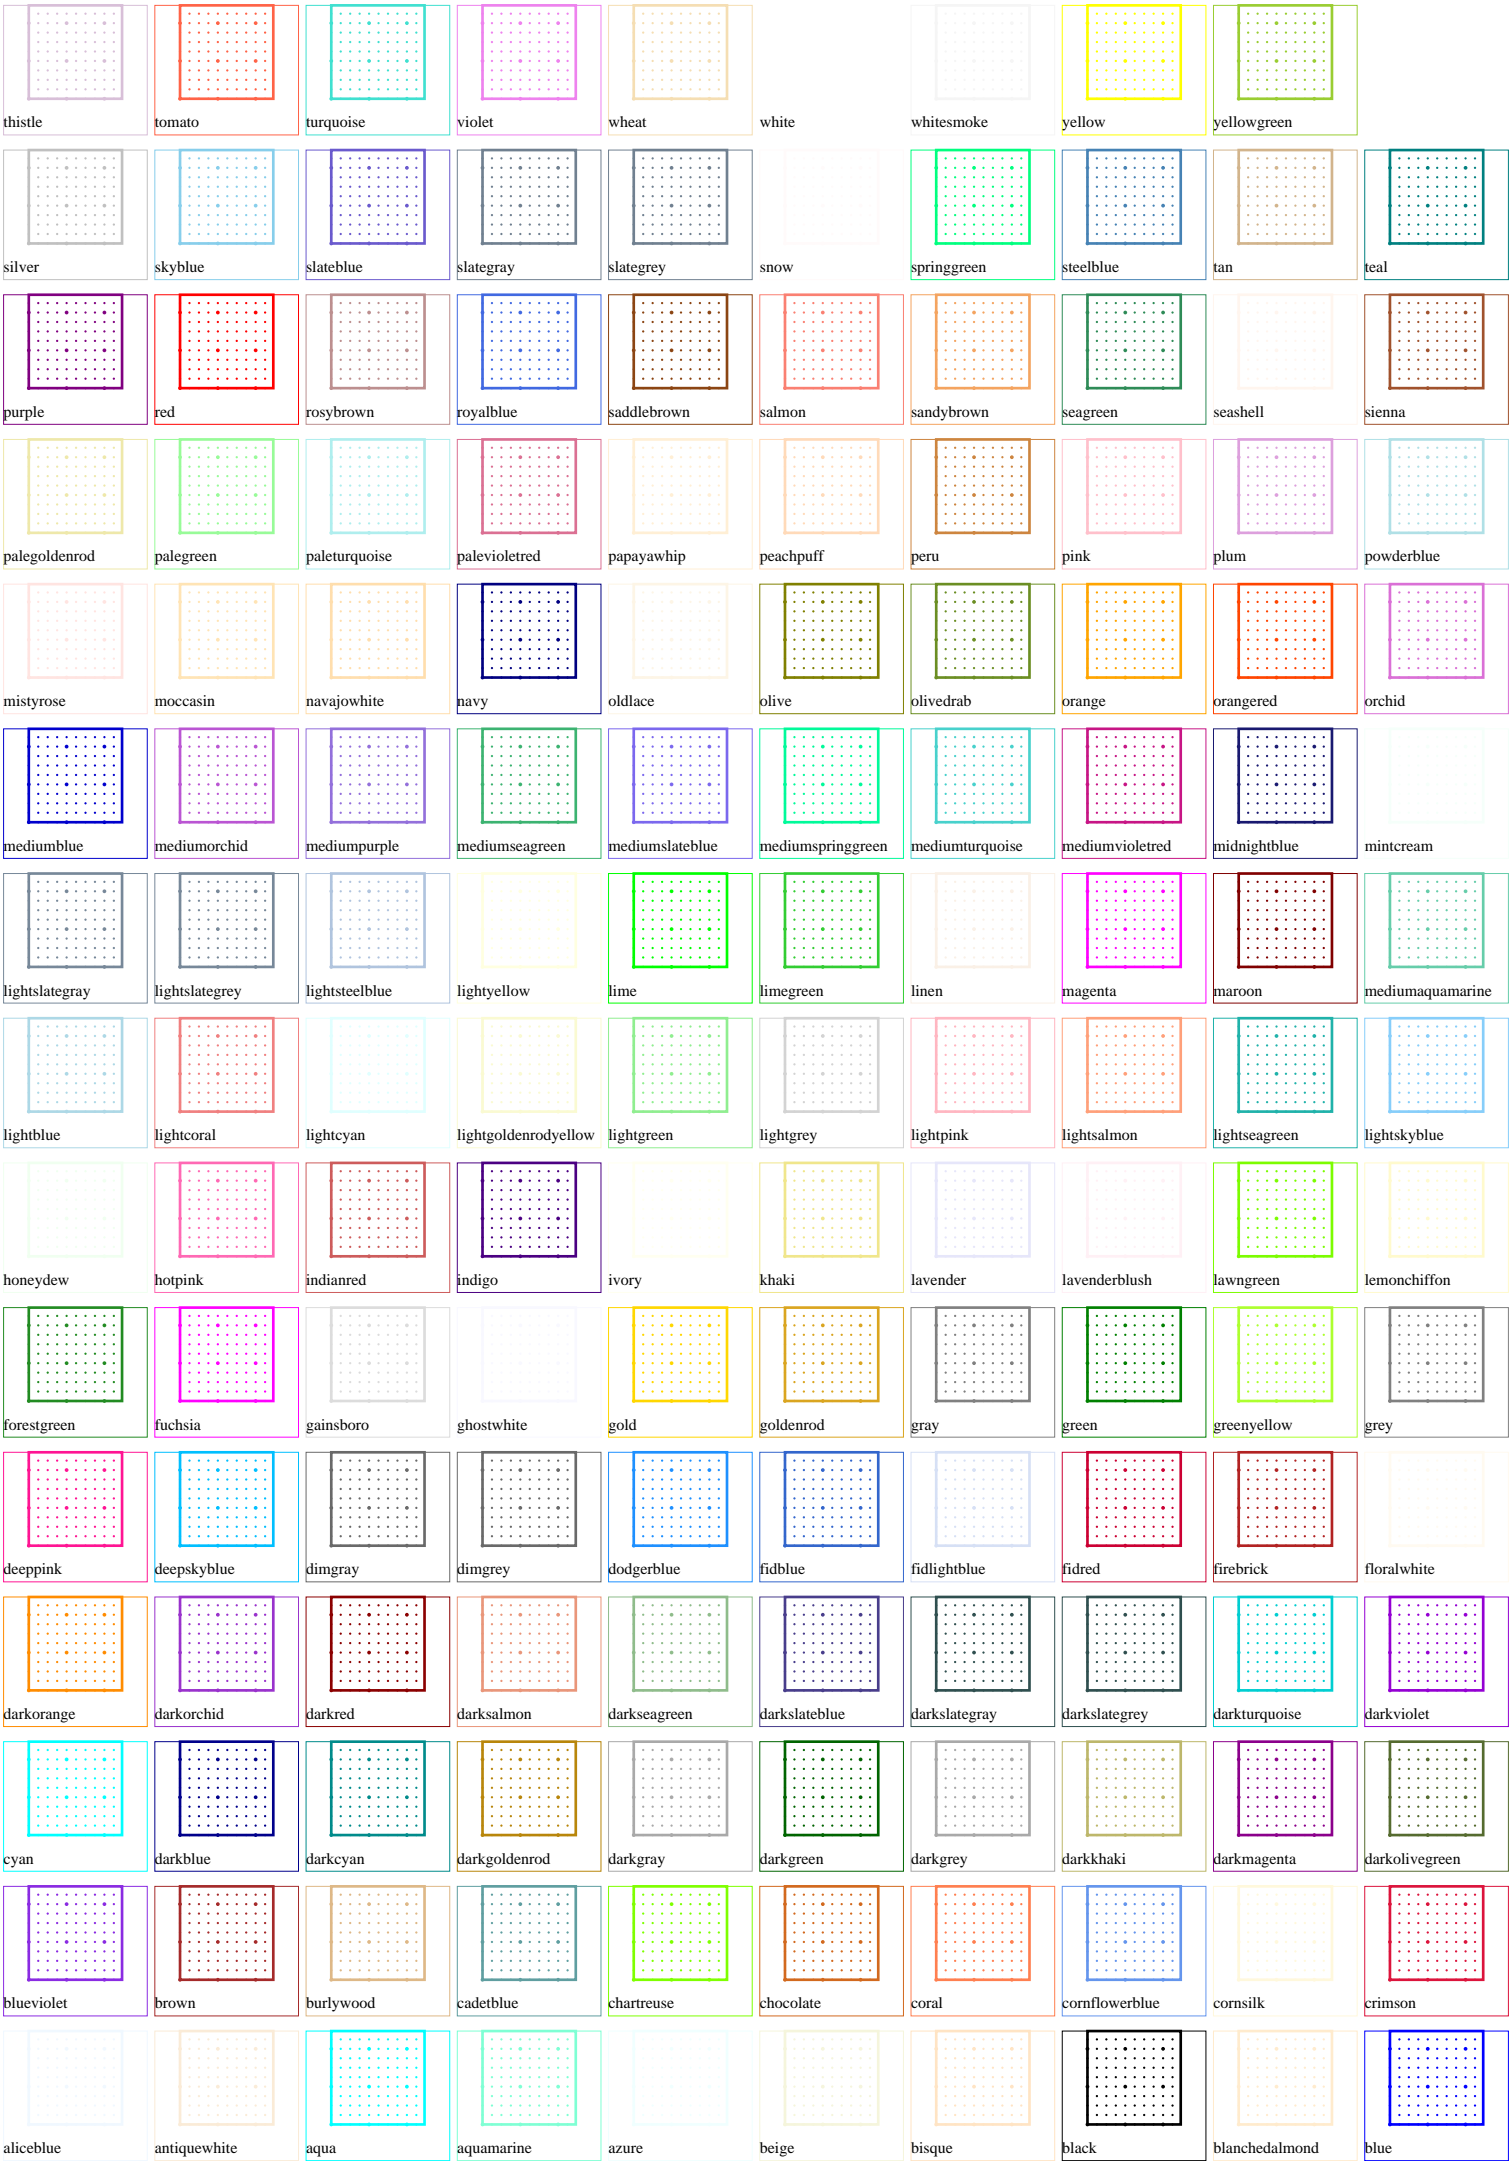 thistle tomato turquoise violet wheat white whitesmoke yellow yellowgreen
silver skyblue slateblue slategray slategrey snow springgreen steelblue tan teal
purple red rosybrown royalblue saddlebrown salmon sandybrown seagreen seashell sienna
palegoldenrod palegreen paleturquoise palevioletred papayawhip peachpuff peru pink plum powderblue
mistyrose moccasin navajowhite navy oldlace olive olivedrab orange orangered orchid
mediumblue mediumorchid mediumpurple mediumseagreen mediumslateblue mediumspringgreen mediumturquoise mediumvioletred midnightblue mintcream
lightslategray lightslategrey lightsteelblue lightyellow lime limegreen linen magenta maroon mediumaquamarine
lightblue lightcoral lightcyan lightgoldenrodyellow lightgreen lightgrey lightpink lightsalmon lightseagreen lightskyblue
honeydew hotpink indianred indigo ivory khaki lavender lavenderblush lawngreen lemonchiffon
forestgreen fuchsia gainsboro ghostwhite gold goldenrod gray green greenyellow grey
deeppink deepskyblue dimgray dimgrey dodgerblue fidblue fidlightblue fidred firebrick floralwhite
darkorange darkorchid darkred darksalmon darkseagreen darkslateblue darkslategray darkslategrey darkturquoise darkviolet
cyan darkblue darkcyan darkgoldenrod darkgray darkgreen darkgrey darkkhaki darkmagenta darkolivegreen
blueviolet brown burlywood cadetblue chartreuse chocolate coral cornflowerblue cornsilk crimson
aliceblue antiquewhite aqua aquamarine azure beige bisque black blanchedalmond blue